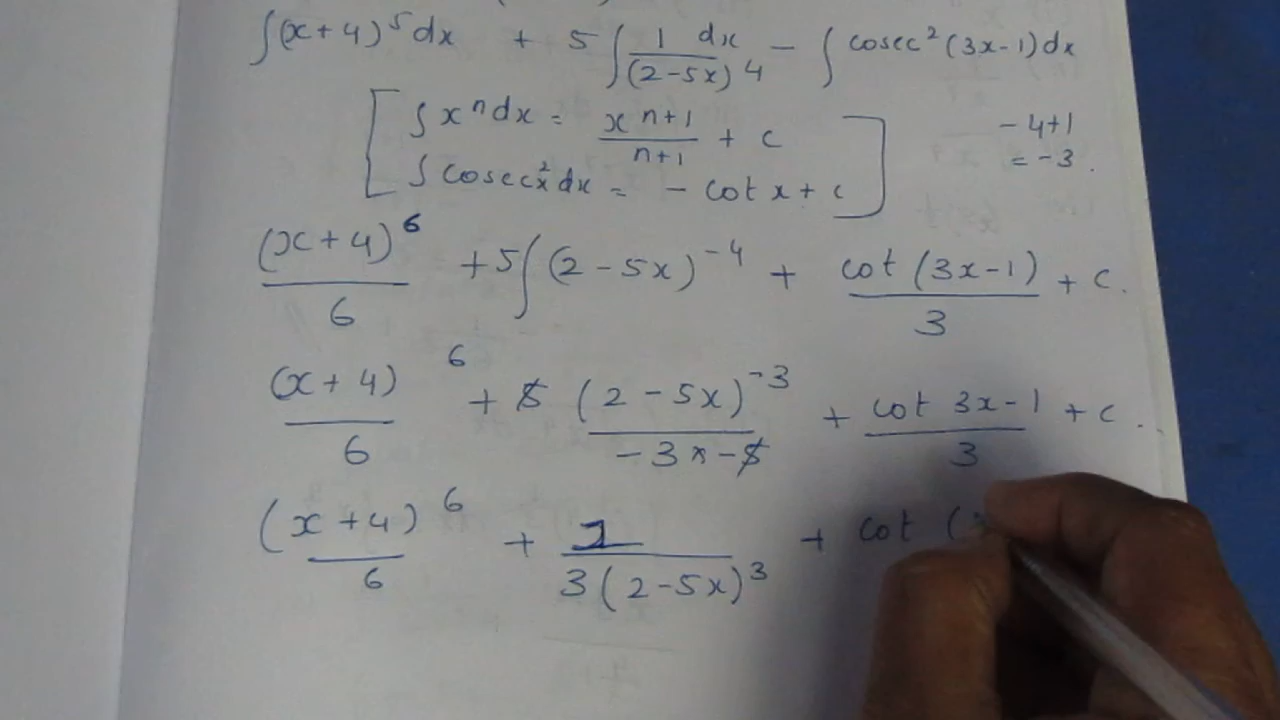 ∫(x+4)⁵dx + 5∫ 1 dx/(2-5x)⁴ - ∫cosec²(3x-1)dx
[∫xⁿdx = xⁿ⁺¹/n+1 + c
-4+1
∫cosec²x dx = - cot x + c]
= -3.
(x+4)⁶/6 + 5∫(2-5x)⁻⁴ + cot(3x-1)/3 + c.
(x+4)⁶/6 + 5(2-5x)⁻³/-3x-5 + cot 3x-1/3 + c..
(x+4)⁶/6 + 1/3(2-5x)³ + cot (